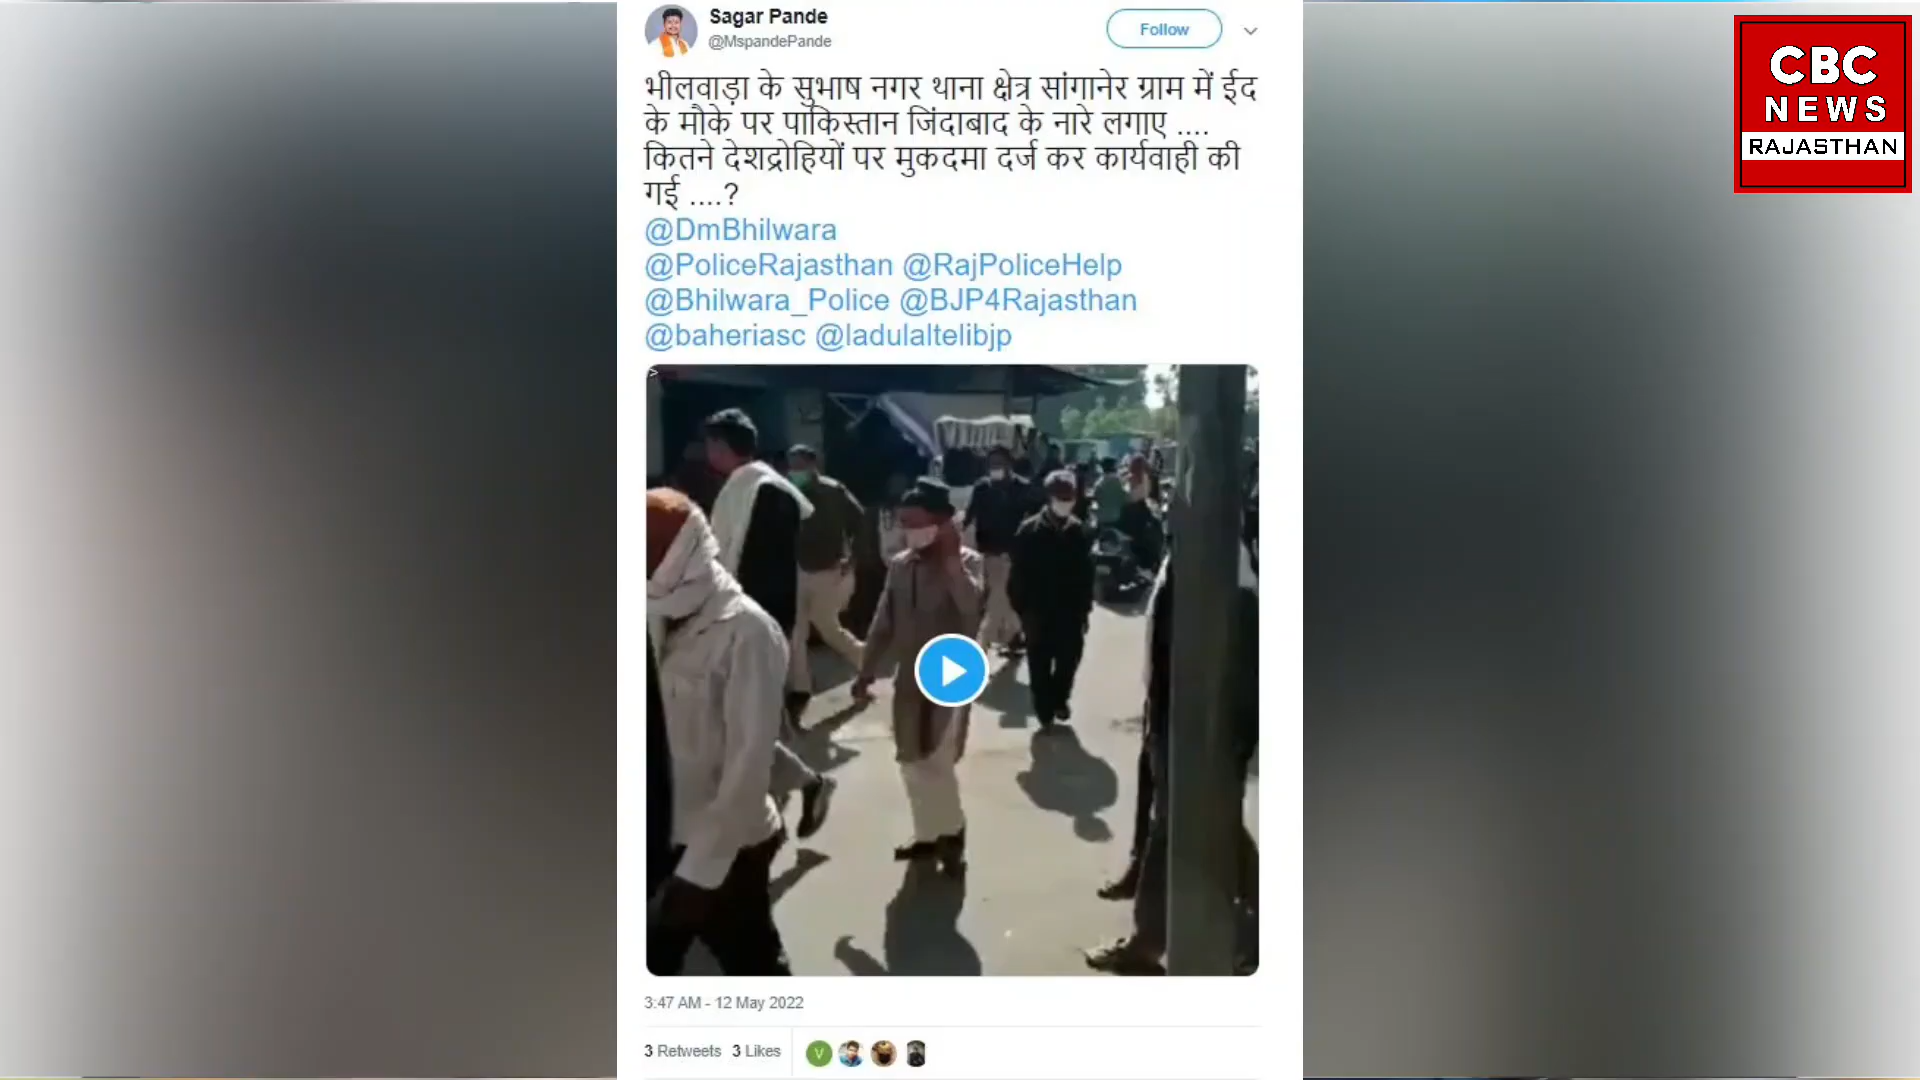 Sagar Pande
@MspandePande
Follow
भीलवाड़ा के सुभाष नगर थाना क्षेत्र सांगानेर ग्राम में ईद
के मौके पर पाकिस्तान जिंदाबाद के नारे लगाए ....
कितने देशद्रोहियों पर मुकदमा दर्ज कर कार्यवाही की
गई ....?
@DmBhilwara
@PoliceRajasthan @RajPoliceHelp
@Bhilwara_Police @BJP4Rajasthan
@baheriasc @ladulaltelibjp
>
3:47 AM - 12 May 2022
3 Retweets 3 Likes
V
CBC
NEWS
RAJASTHAN